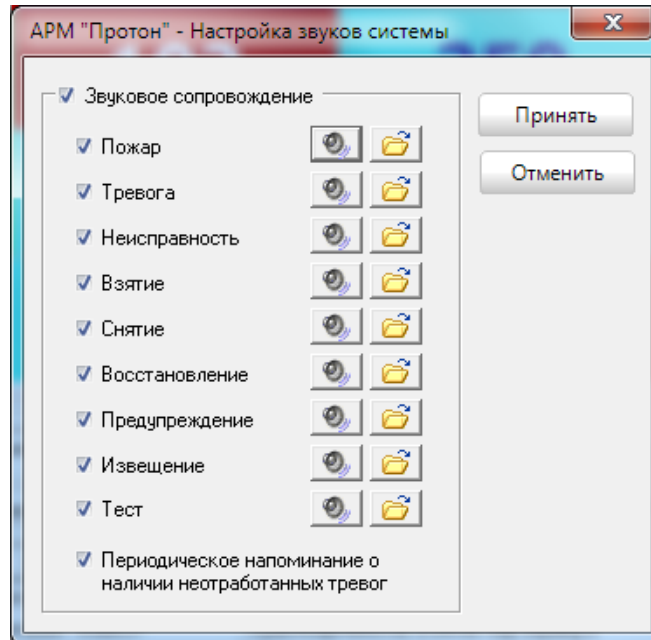 АРМ "Протон" - Настройка звуков системы
Звуковое сопровождение
Принять
Пожар
Отменить
Тревога
Неисправность
Взятие
Снятие
Восстановление
Предупреждение
Извещение
Тест
Периодическое напоминание о
наличии неотработанных тревог